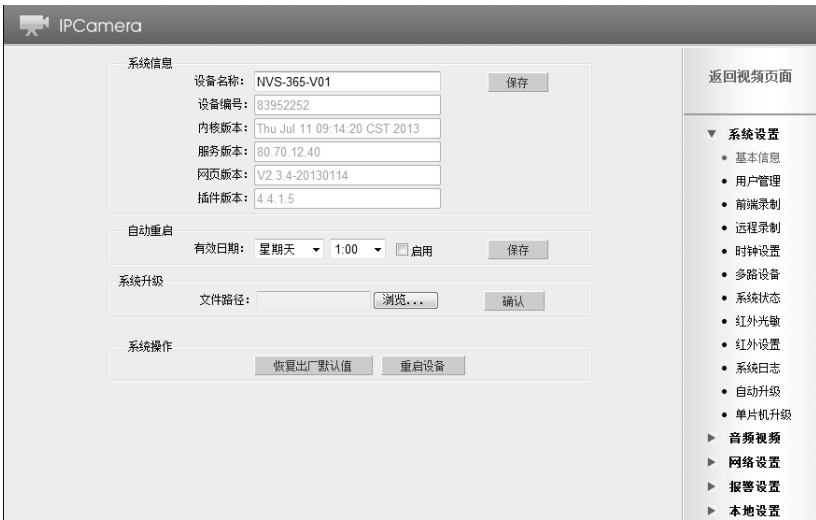 IPCamera
系统信息
设备名称: NVS-365-V01 保存
设备编号: 83952252
内核版本: Thu Jul 11 09:14:20 CST 2013
服务版本: 80.70.12.40
网页版本: V2.3.4-20130114
插件版本: 4.4.1.5
自动重启
有效日期: 星期天 1:00 启用 保存
系统升级
文件路径: 浏览... 确认
系统操作
恢复出厂默认值 重启设备
返回视频页面
系统设置
基本信息
用户管理
前端录制
远程录制
时钟设置
多路设备
系统状态
红外光敏
红外设置
系统日志
自动升级
单片机升级
音频视频
网络设置
报警设置
本地设置